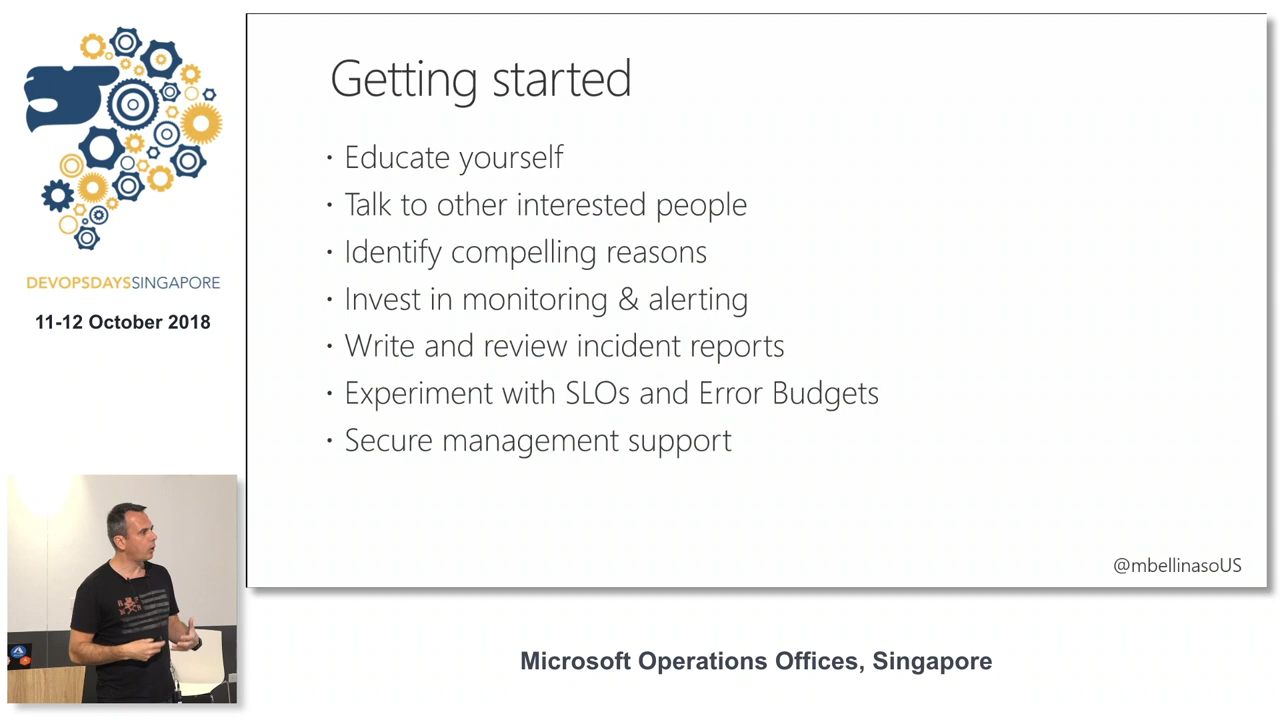 DEVOPSDAYSSINGAPORE
11-12 October 2018
Getting started
· Educate yourself
· Talk to other interested people
· Identify compelling reasons
· Invest in monitoring & alerting
· Write and review incident reports
· Experiment with SLOs and Error Budgets
· Secure management support
@mbellinasoUS
Microsoft Operations Offices, Singapore